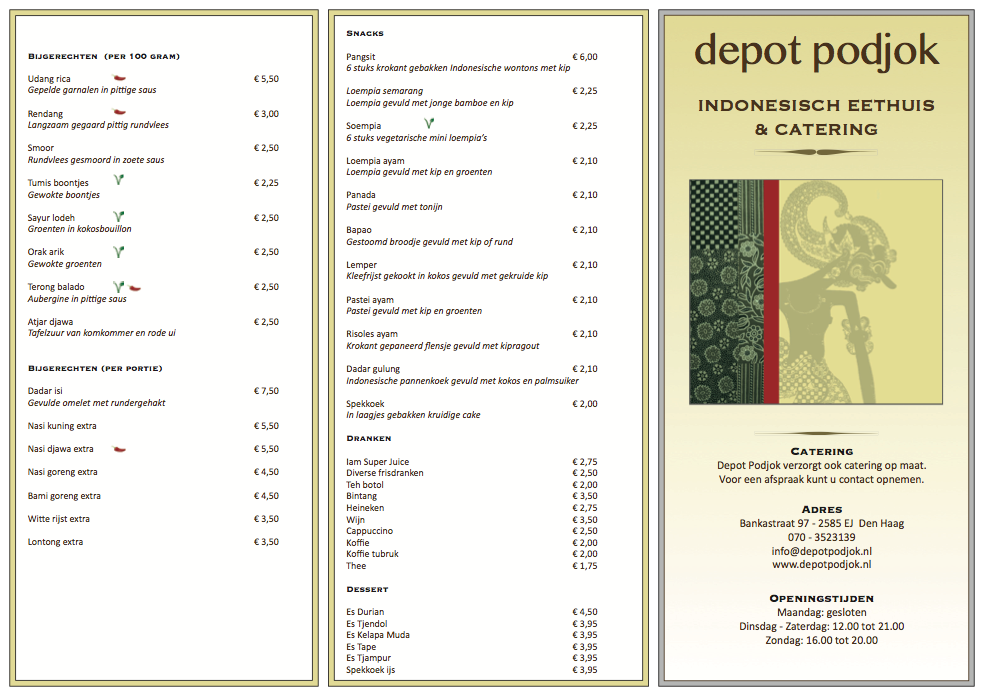 Bijgerechten (per 100 gram)
Udang rica € 5,50
Gepelde garnalen in pittige saus
Rendang € 3,00
Langzaam gegaard pittig rundvlees
Smoor € 2,50
Rundvlees gesmoord in zoete saus
Tumis boontjes € 2,25
Gewokte boontjes
Sayur lodeh € 2,50
Groenten in kokosbouillon
Orak arik € 2,50
Gewokte groenten
Terong balado € 2,50
Aubergine in pittige saus
Atjar djawa € 2,50
Tafelzuur van komkommer en rode ui
Bijgerechten (per portie)
Dadar isi € 7,50
Gevulde omelet met rundergehakt
Nasi kuning extra € 5,50
Nasi djawa extra € 5,50
Nasi goreng extra € 4,50
Bami goreng extra € 4,50
Witte rijst extra € 3,50
Lontong extra € 3,50
Snacks
Pangsit € 6,00
6 stuks krokant gebakken Indonesische wontons met kip
Loempia semarang € 2,25
Loempia gevuld met jonge bamboe en kip
Soempia € 2,25
6 stuks vegetarische mini loempia's
Loempia ayam € 2,10
Loempia gevuld met kip en groenten
Panada € 2,10
Pastei gevuld met tonijn
Bapao € 2,10
Gestoomd broodje gevuld met kip of rund
Lemper € 2,10
Kleefrijst gekookt in kokos gevuld met gekruide kip
Pastei ayam € 2,10
Pastei gevuld met kip en groenten
Risoles ayam € 2,10
Krokant gepaneerd flensje gevuld met kipragout
Dadar gulung € 2,10
Indonesische pannenkoek gevuld met kokos en palmsuiker
Spekkoek € 2,00
In laagjes gebakken kruidige cake
Dranken
Iam Super Juice € 2,75
Diverse frisdranken € 2,50
Teh botol € 2,00
Bintang € 3,50
Heineken € 2,75
Wijn € 3,50
Cappuccino € 2,50
Koffie € 2,00
Koffie tubruk € 2,00
Thee € 1,75
Dessert
Es Durian € 4,50
Es Tjendol € 3,95
Es Kelapa Muda € 3,95
Es Tape € 3,95
Es Tjampur € 3,95
Spekkoek ijs € 3,95
depot podjok
INDONESISCH EETHUIS
& CATERING
Catering
Depot Podjok verzorgt ook catering op maat.
Voor een afspraak kunt u contact opnemen.
Adres
Bankastraat 97 - 2585 EJ Den Haag
070 - 3523139
info@depotpodjok.nl
www.depotpodjok.nl
Openingstijden
Maandag: gesloten
Dinsdag - Zaterdag: 12.00 tot 21.00
Zondag: 16.00 tot 20.00